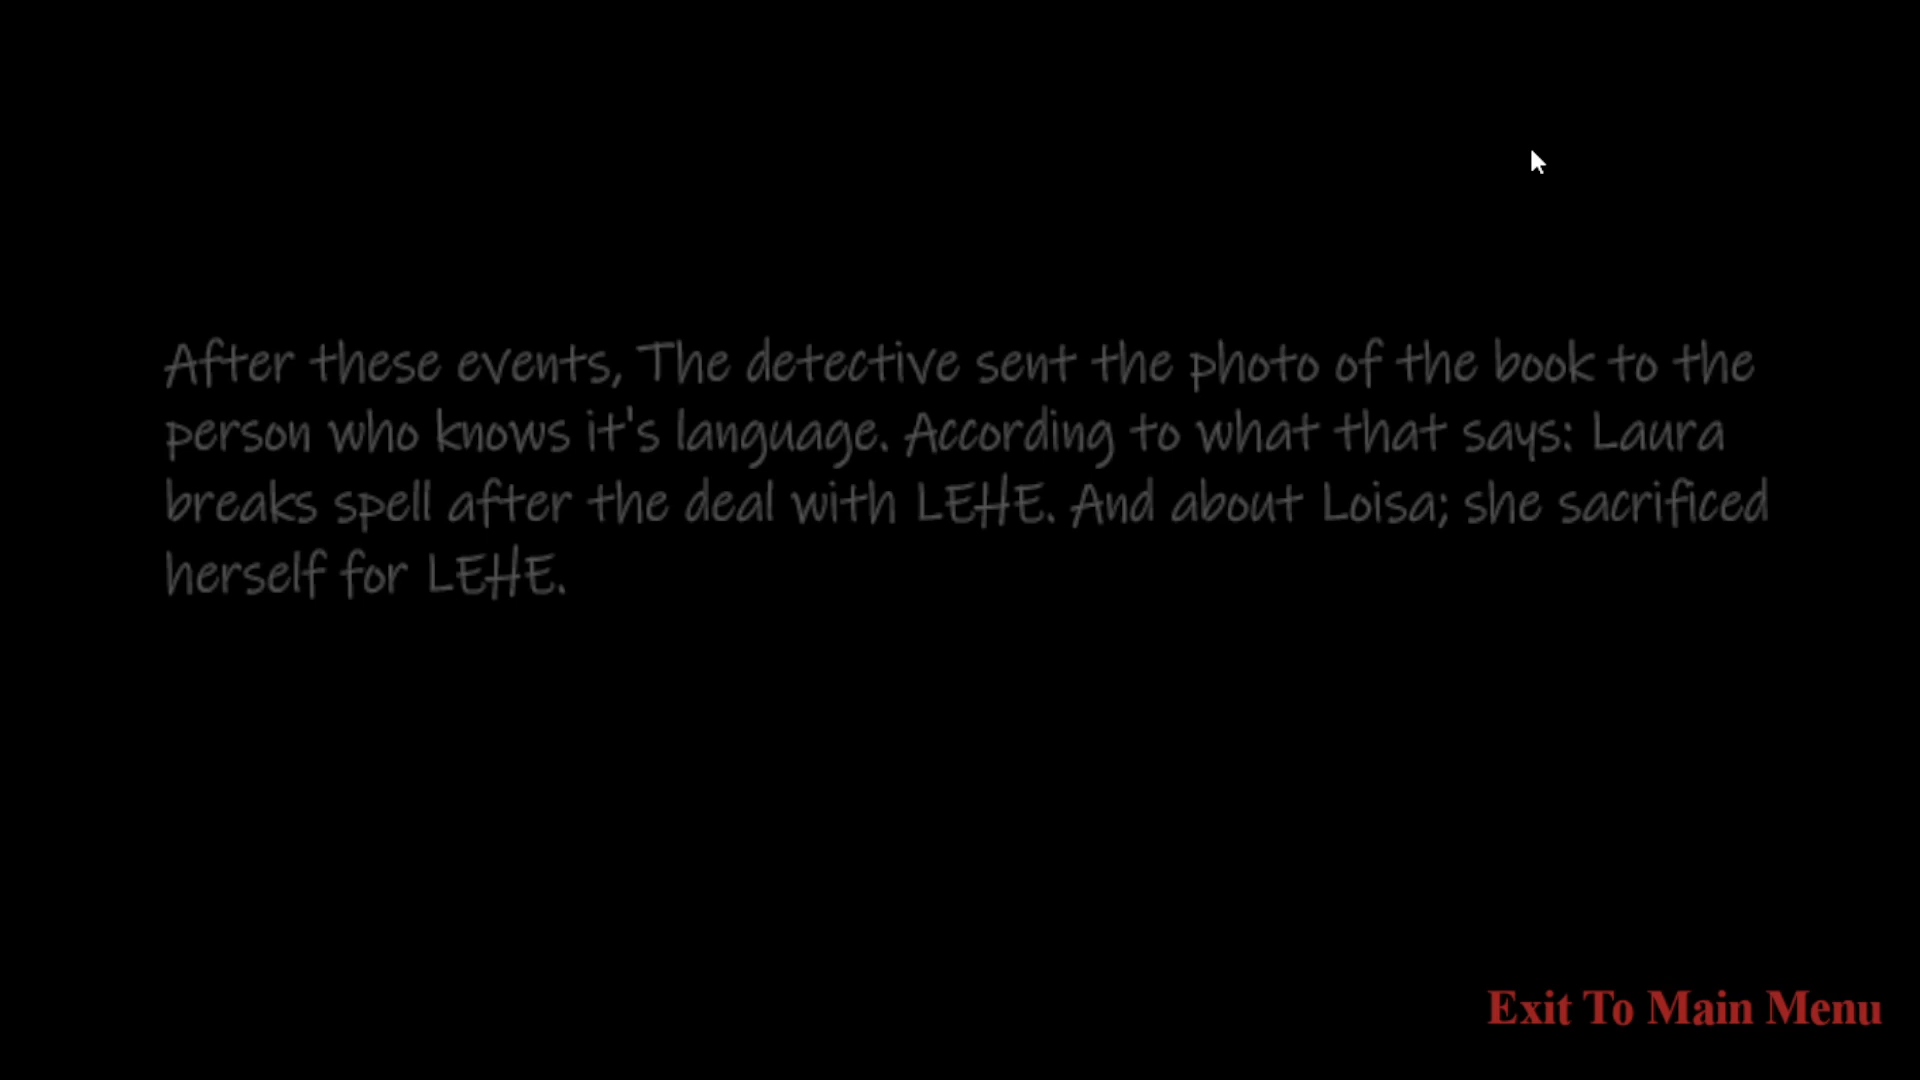 After these events, The detective sent the photo of the book to the
person who knows it's language. According to what that says: Laura
breaks spell after the deal with LEHE. And about Loisa; she sacrificed
herself for LEHE.
Exit To Main Menu